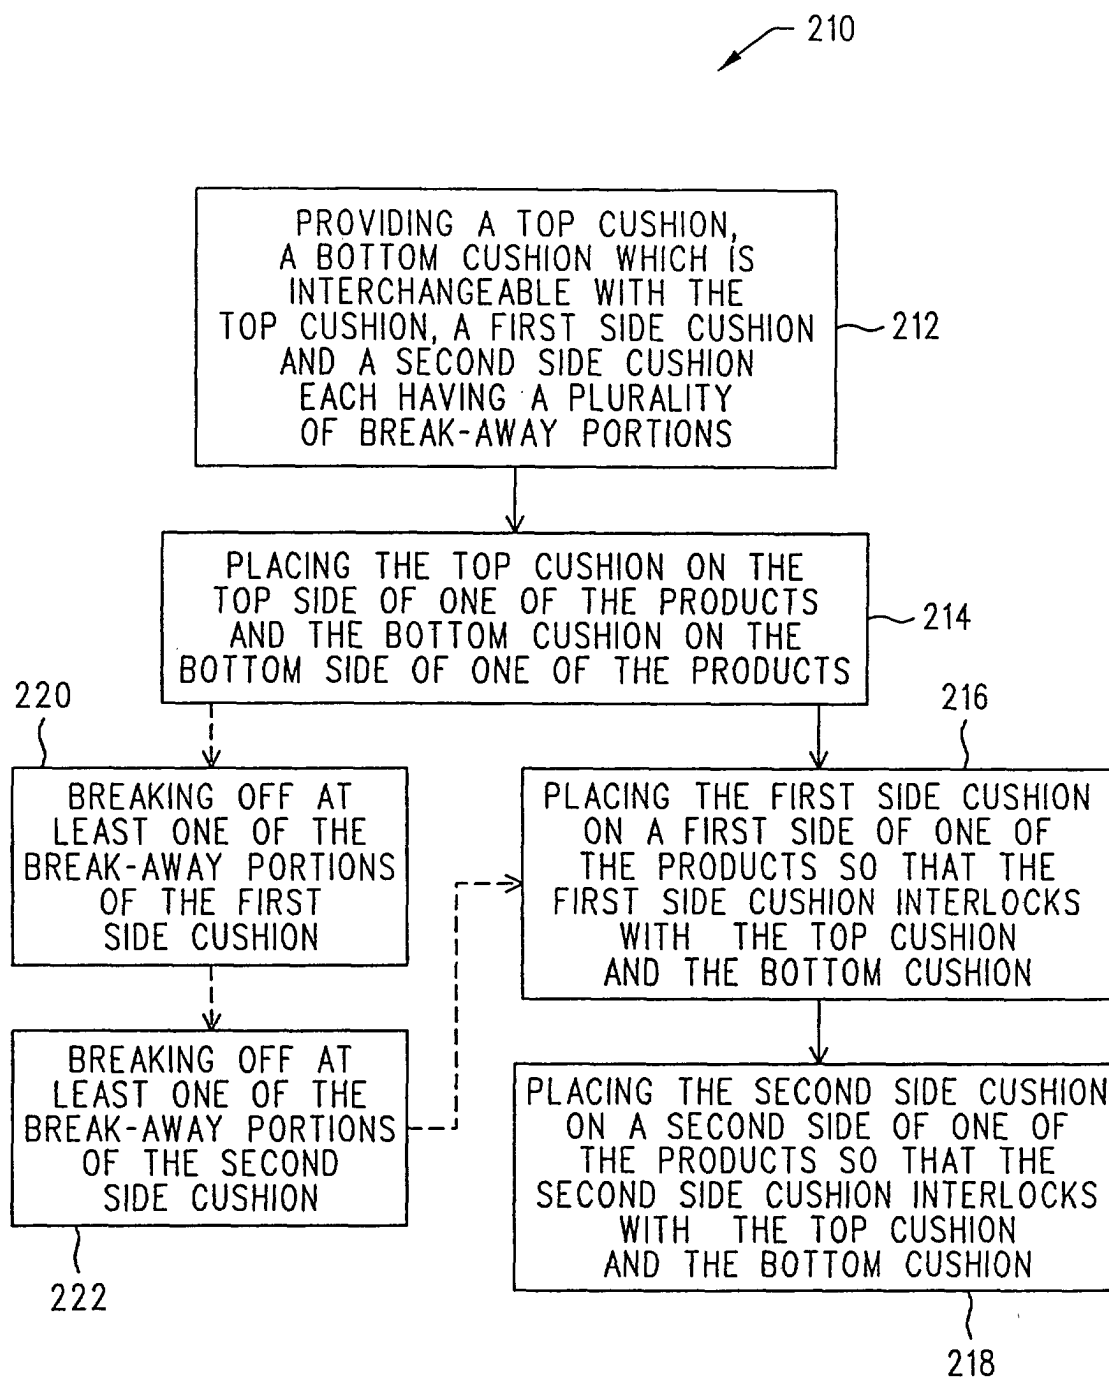 210
PROVIDING A TOP CUSHION,
A BOTTOM CUSHION WHICH IS
INTERCHANGEABLE WITH THE
TOP CUSHION, A FIRST SIDE CUSHION
AND A SECOND SIDE CUSHION
EACH HAVING A PLURALITY
OF BREAK-AWAY PORTIONS
212
PLACING THE TOP CUSHION ON THE
TOP SIDE OF ONE OF THE PRODUCTS
AND THE BOTTOM CUSHION ON THE
BOTTOM SIDE OF ONE OF THE PRODUCTS
214
220
BREAKING OFF AT
LEAST ONE OF THE
BREAK-AWAY PORTIONS
OF THE FIRST
SIDE CUSHION
BREAKING OFF AT
LEAST ONE OF THE
BREAK-AWAY PORTIONS
OF THE SECOND
SIDE CUSHION
222
216
PLACING THE FIRST SIDE CUSHION
ON A FIRST SIDE OF ONE OF
THE PRODUCTS SO THAT THE
FIRST SIDE CUSHION INTERLOCKS
WITH THE TOP CUSHION
AND THE BOTTOM CUSHION
PLACING THE SECOND SIDE CUSHION
ON A SECOND SIDE OF ONE OF
THE PRODUCTS SO THAT THE
SECOND SIDE CUSHION INTERLOCKS
WITH THE TOP CUSHION
AND THE BOTTOM CUSHION
218